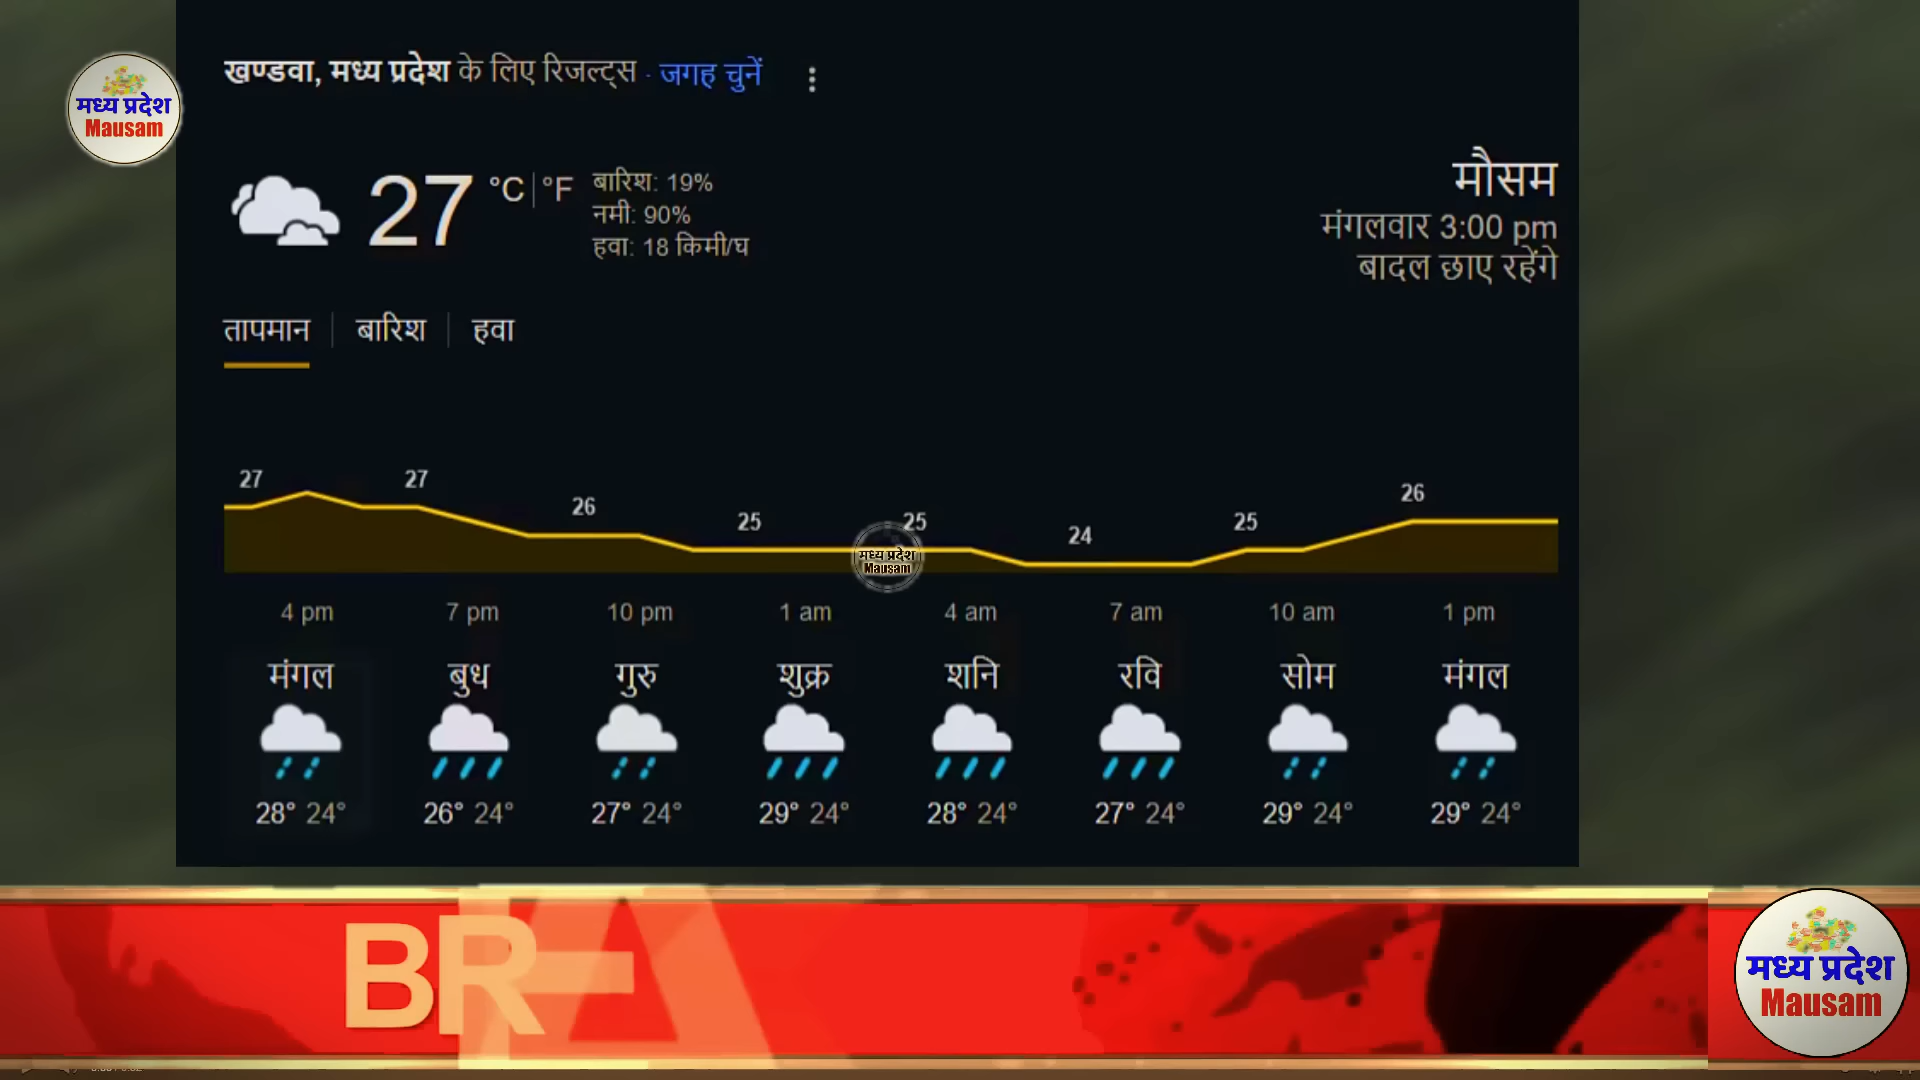 खण्डवा, मध्य प्रदेश के लिए रिजल्ट्स · जगह चुनें
मध्य प्रदेश
Mausam
27 °C | °F
बारिश: 19%
नमी: 90%
हवा: 18 किमी/घ
मौसम
मंगलवार 3:00 pm
बादल छाए रहेंगे
तापमान | बारिश | हवा
27 27 26 25 25 24 25 26
मध्य प्रदेश
Mausam
4 pm 7 pm 10 pm 1 am 4 am 7 am 10 am 1 pm
मंगल बुध गुरु शुक्र शनि रवि सोम मंगल
28° 24° 26° 24° 27° 24° 29° 24° 28° 24° 27° 24° 29° 24° 29° 24°
BREA
मध्य प्रदेश
Mausam